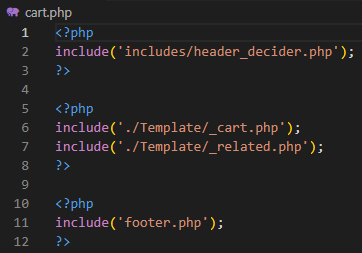 cart.php
1 <?php
2 include('includes/header_decider.php');
3 ?>
4
5 <?php
6 include('./Template/_cart.php');
7 include('./Template/_related.php');
8 ?>
9
10 <?php
11 include('footer.php');
12 ?>